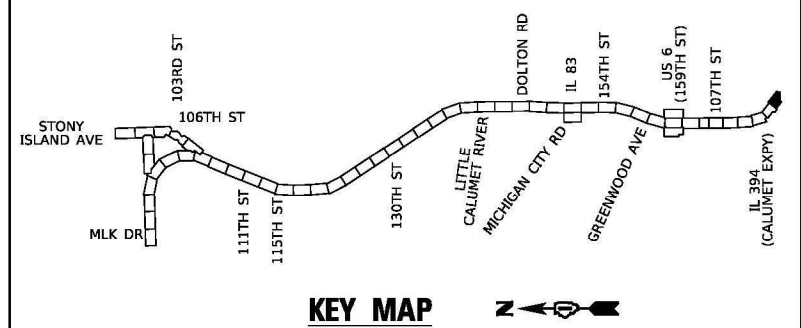 STONY
ISLAND AVE
103RD ST
106TH ST
MLK DR
111TH ST
115TH ST
130TH ST
LITTLE
CALUMET RIVER
DOLTON RD
MICHIGAN CITY RD
IL 83
154TH ST
GREENWOOD AVE
US 6
(159TH ST)
107TH ST
IL 394
(CALUMET EXPY)
KEY MAP
N